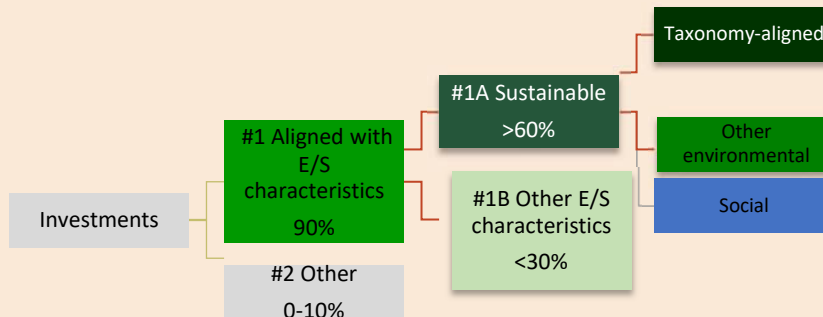 Taxonomy-aligned
#1A Sustainable
>60%
#1 Aligned with
E/S
characteristics
90%
Other
environmental
#1B Other E/S
characteristics
<30%
Social
Investments
#2 Other
0-10%